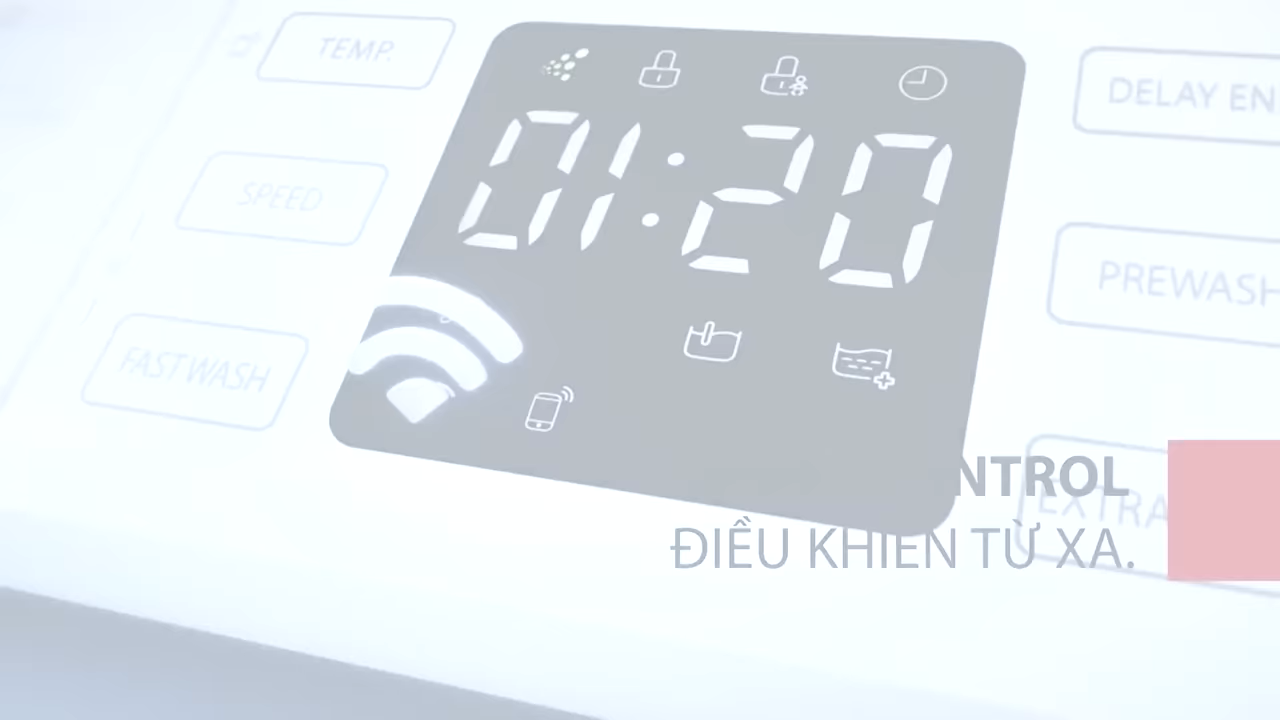 TEMP.
DELAY EN
01:20
SPEED
PREWASH
FAST WASH
NTROL
EXTRA
ĐIỀU KHIỂN TỪ XA.